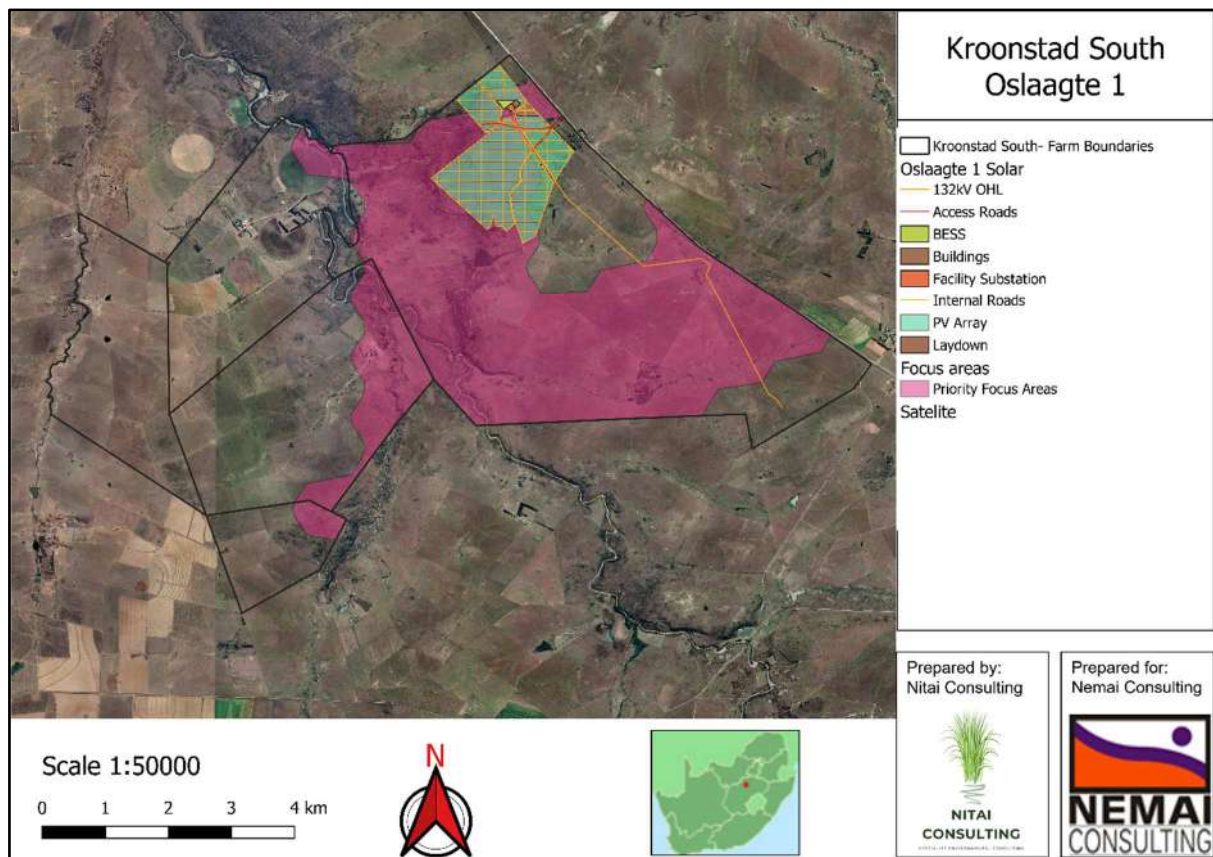 Kroonstad South
Oslaagte 1
Kroonstad South- Farm Boundaries
Oslaagte 1 Solar
132kV OHL
Access Roads
BESS
Buildings
Facility Substation
Internal Roads
PV Array
Laydown
Focus areas
Priority Focus Areas
Satelite
Prepared by:
Nitai Consulting
NITAI
CONSULTING
Prepared for:
Nemai Consulting
NEMAI
CONSULTING
Scale 1:50000
0 1 2 3 4 km
N